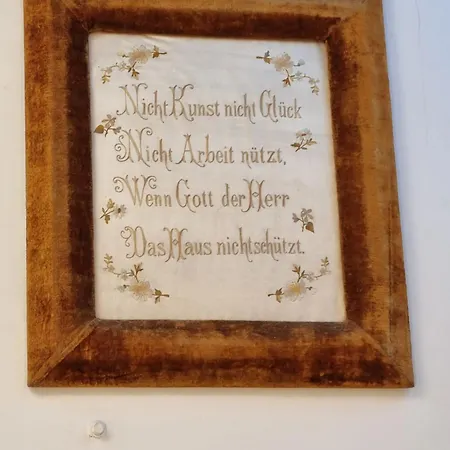 Nicht Kunst nicht Glück
Nicht Arbeit nützt,
Wenn Gott der Herr
Das Haus nicht schützt.